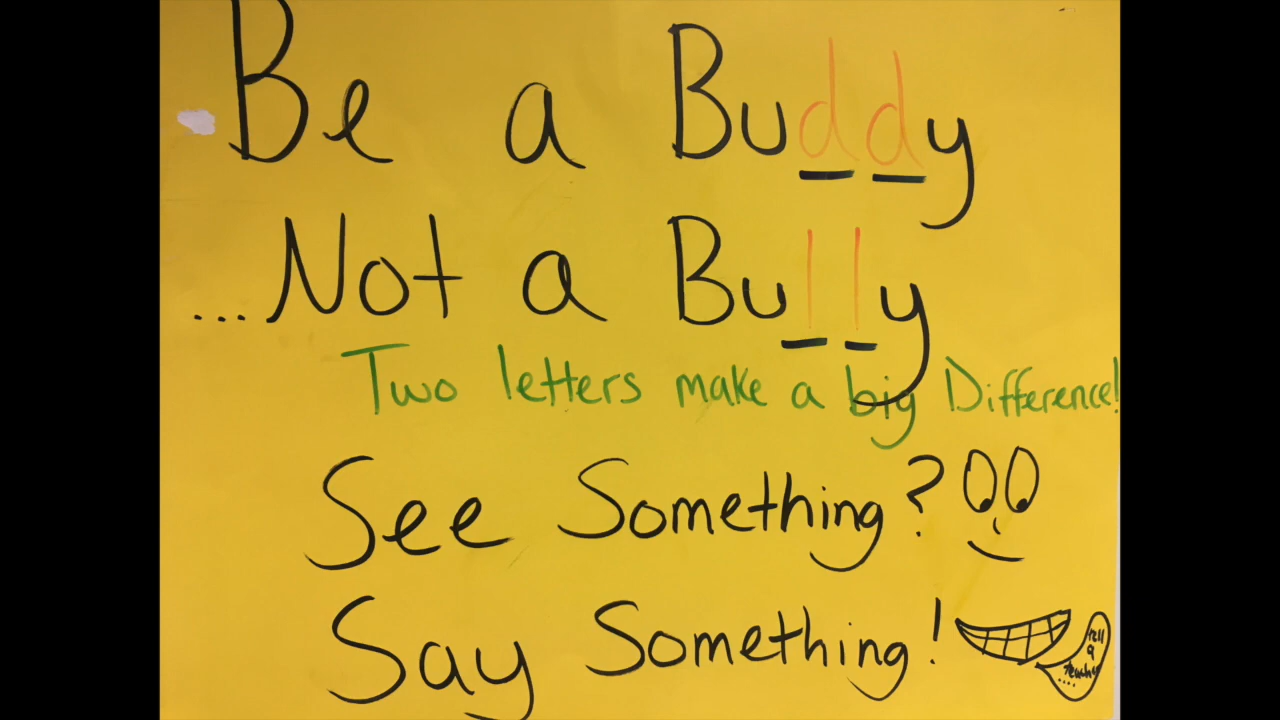 Be a Buddy
...Not a Bully
Two letters make a big Difference!
See Something?
Say Something!
tell
a
teacher
....